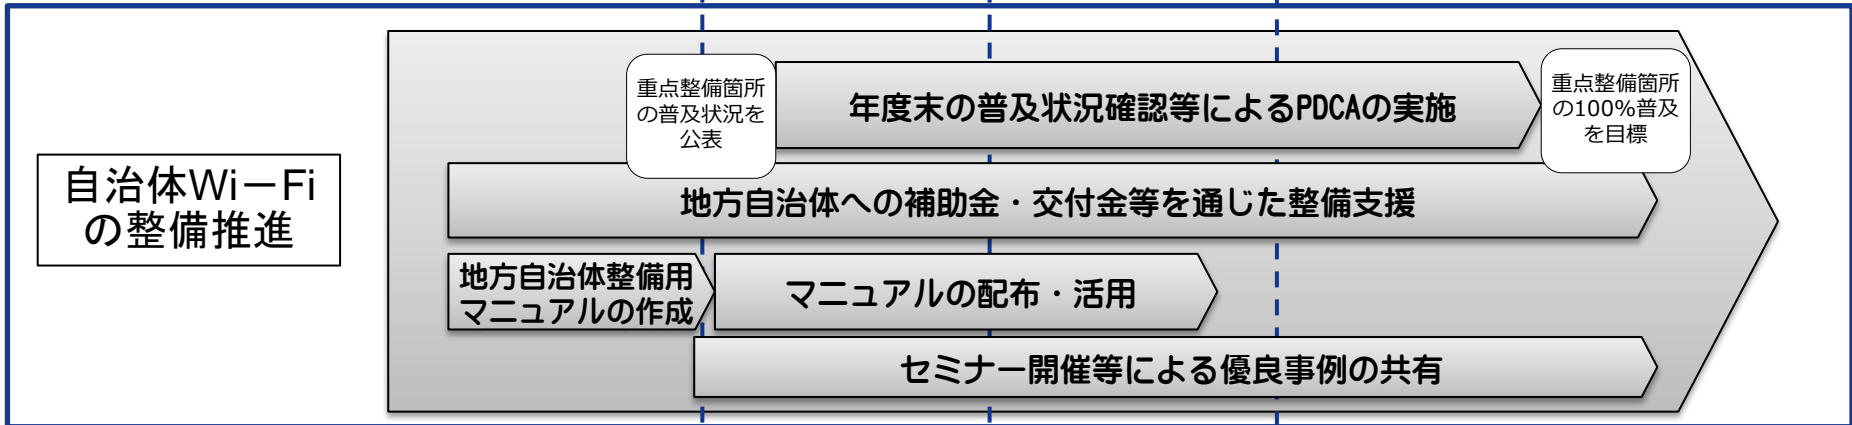 自治体Wi－Fi
の整備推進
重点整備箇所
の普及状況を
公表
年度末の普及状況確認等によるPDCAの実施
重点整備箇所
の100%普及
を目標
地方自治体への補助金・交付金等を通じた整備支援
地方自治体整備用
マニュアルの作成
マニュアルの配布・活用
セミナー開催等による優良事例の共有